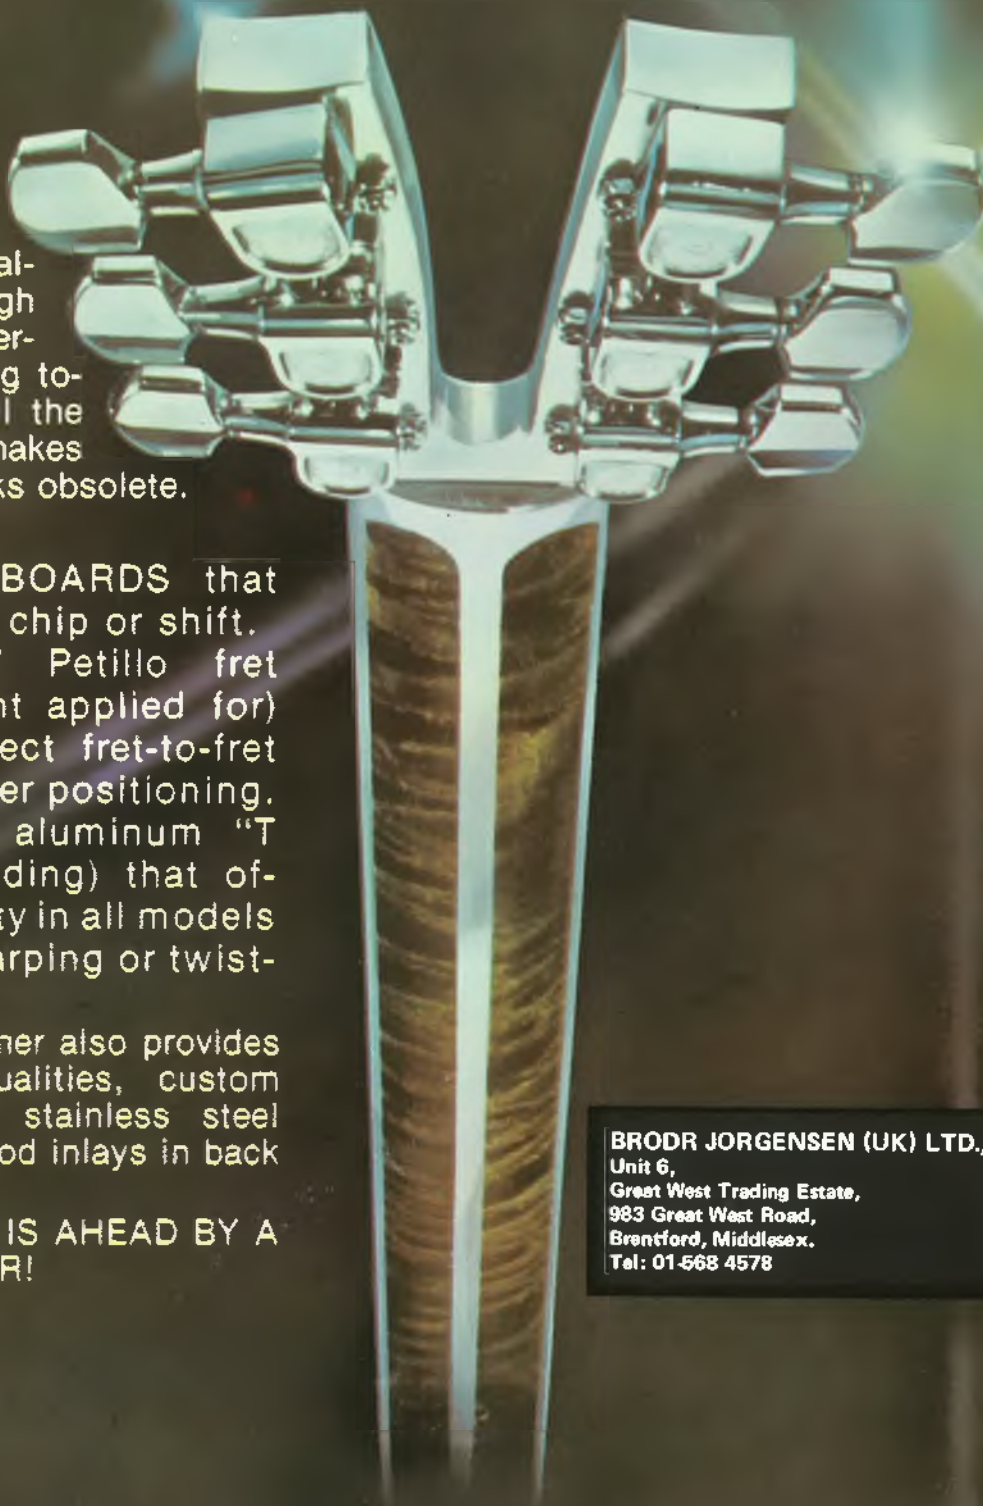 al-
gh
er-
g to-
l the
nakes
ks obsolete.
BOARDS that
chip or shift.
Petillo fret
nt applied for)
ect fret-to-fret
er positioning.
aluminum “T
ding) that of-
ty in all models
arping or twist-
ner also provides
ualities, custom
stainless steel
od inlays in back
IS AHEAD BY A
R!
BRODR JORGENSEN (UK) LTD.,
Unit 6,
Great West Trading Estate,
983 Great West Road,
Brentford, Middlesex.
Tel: 01-568 4578